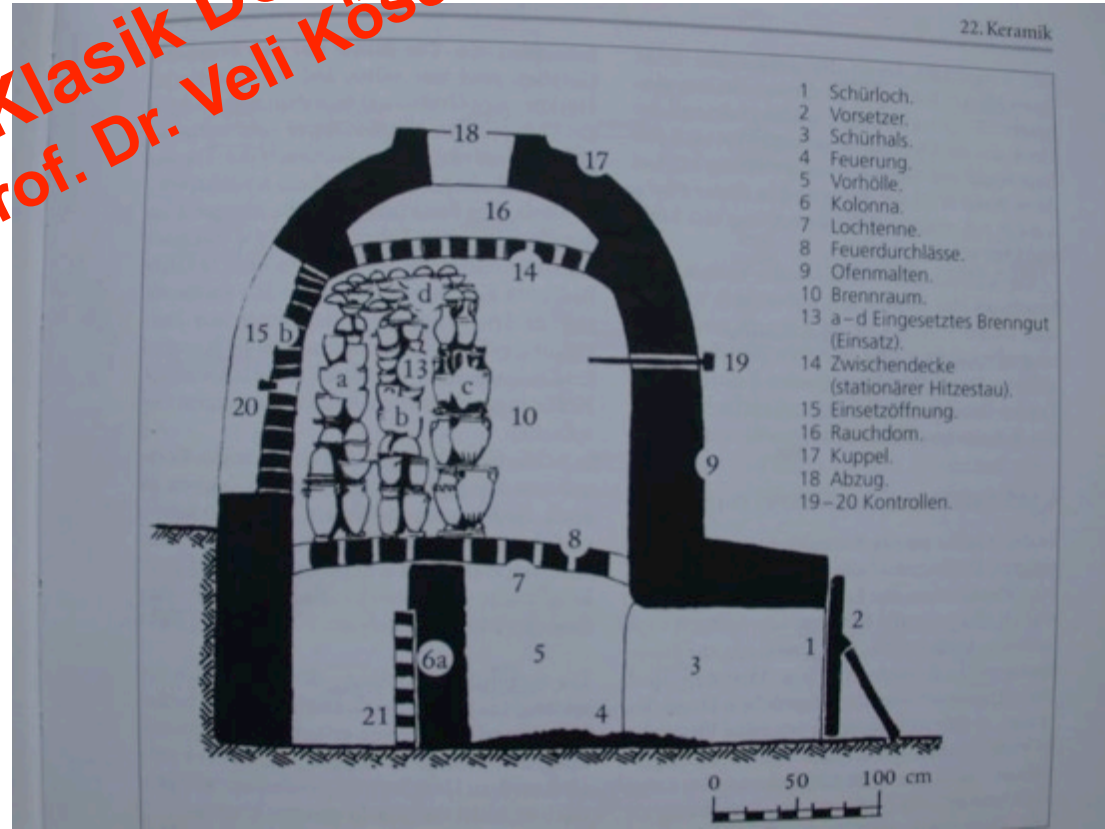 Klasik D
rof. Dr. Veli Köse
22. Keramik
1 Schürloch.
2 Vorsetzer.
3 Schürhals.
4 Feuerung.
5 Vorhölle.
6 Kolonna.
7 Lochtenne.
8 Feuerdurchlässe.
9 Ofenmalten.
10 Brennraum.
13 a–d Eingesetztes Brenngut
(Einsatz).
14 Zwischendecke
(stationärer Hitzestau).
15 Einsetzöffnung.
16 Rauchdom.
17 Kuppel.
18 Abzug.
19–20 Kontrollen.
18
17
16
14
d
15 b
13
19
a
c
20
b
10
9
8
7
6a
5
3
1
2
21
4
0 50 100 cm